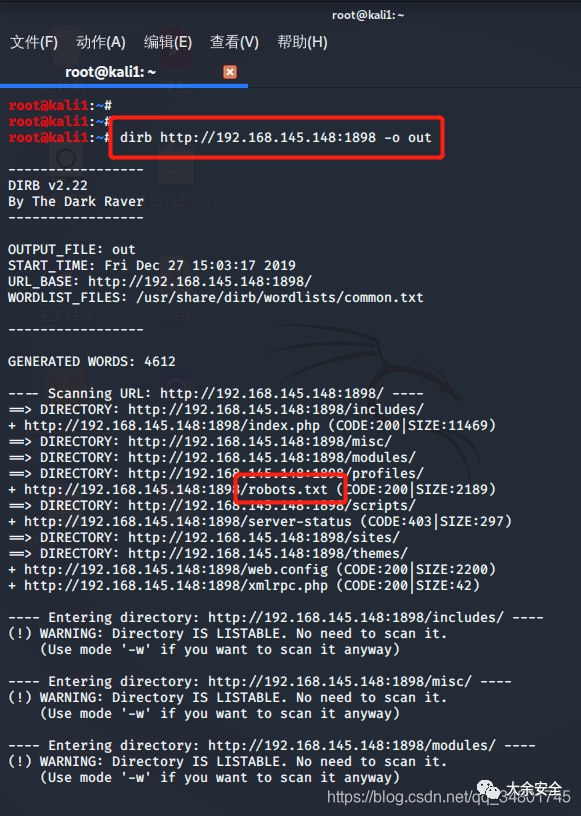 root@kali1: ~
文件(F) 动作(A) 编辑(E) 查看(V) 帮助(H)
root@kali1: ~
root@kali1:~#
root@kali1:~#
root@kali1:~# dirb http://192.168.145.148:1898 -o out
-----------------
DIRB v2.22
By The Dark Raver
-----------------
OUTPUT_FILE: out
START_TIME: Fri Dec 27 15:03:17 2019
URL_BASE: http://192.168.145.148:1898/
WORDLIST_FILES: /usr/share/dirb/wordlists/common.txt
-----------------
GENERATED WORDS: 4612
---- Scanning URL: http://192.168.145.148:1898/ ----
==> DIRECTORY: http://192.168.145.148:1898/includes/
+ http://192.168.145.148:1898/index.php (CODE:200|SIZE:11469)
==> DIRECTORY: http://192.168.145.148:1898/misc/
==> DIRECTORY: http://192.168.145.148:1898/modules/
==> DIRECTORY: http://192.168.145.148:1898/profiles/
+ http://192.168.145.148:1898/robots.txt (CODE:200|SIZE:2189)
==> DIRECTORY: http://192.168.145.148:1898/scripts/
+ http://192.168.145.148:1898/server-status (CODE:403|SIZE:297)
==> DIRECTORY: http://192.168.145.148:1898/sites/
==> DIRECTORY: http://192.168.145.148:1898/themes/
+ http://192.168.145.148:1898/web.config (CODE:200|SIZE:2200)
+ http://192.168.145.148:1898/xmlrpc.php (CODE:200|SIZE:42)
---- Entering directory: http://192.168.145.148:1898/includes/ ----
(!) WARNING: Directory IS LISTABLE. No need to scan it.
(Use mode '-w' if you want to scan it anyway)
---- Entering directory: http://192.168.145.148:1898/misc/ ----
(!) WARNING: Directory IS LISTABLE. No need to scan it.
(Use mode '-w' if you want to scan it anyway)
---- Entering directory: http://192.168.145.148:1898/modules/ ----
(!) WARNING: Directory IS LISTABLE. No need to scan it.
(Use mode '-w' if you want to scan it anyway)
大余安全
https://blog.csdn.net/qq_34801745